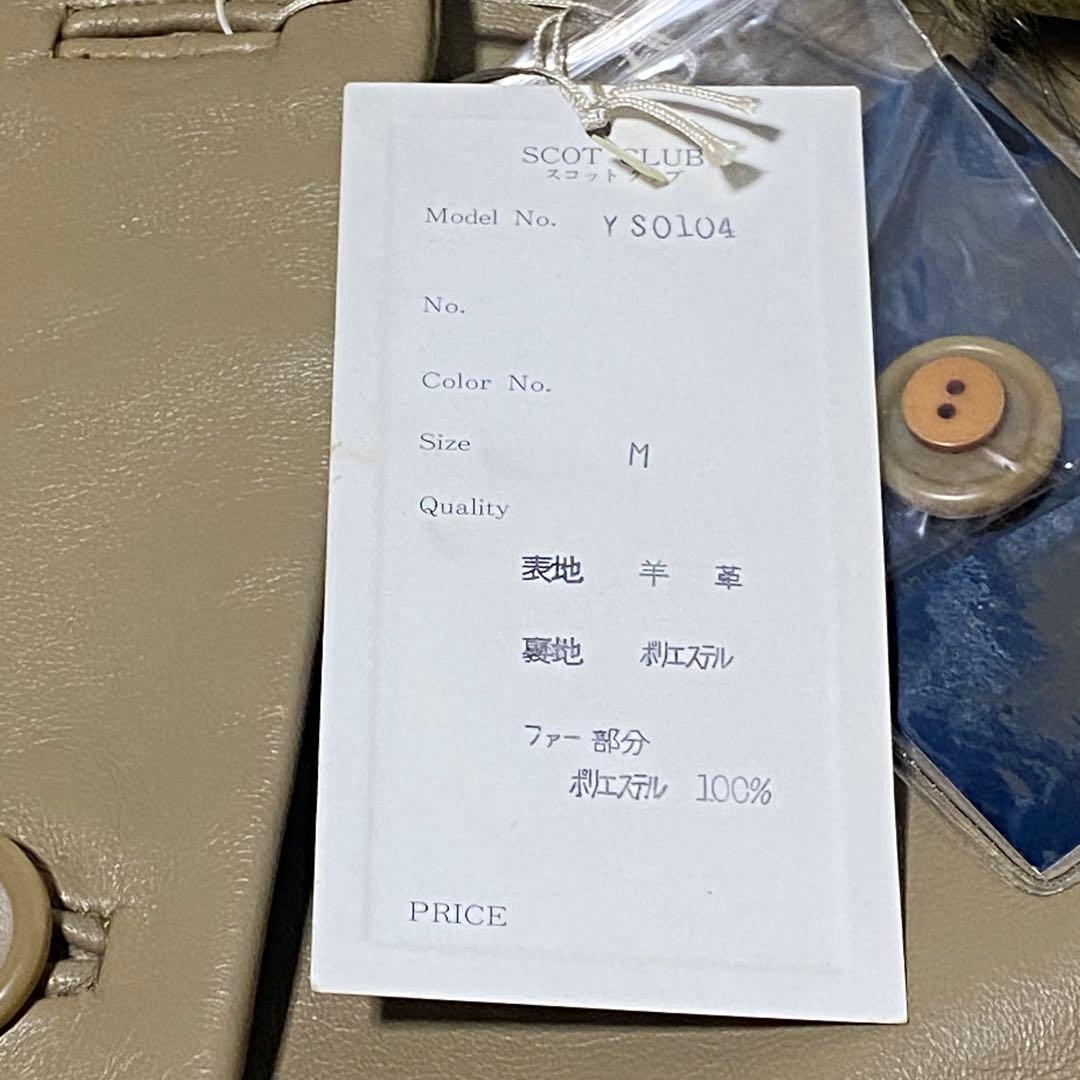 SCOT CLUB
スコットクラブ
Model No. YS0104
No.
Color No.
Size M
Quality
表地 羊 革
裏地 ポリエステル
ファー部分
ポリエステル 100%
PRICE